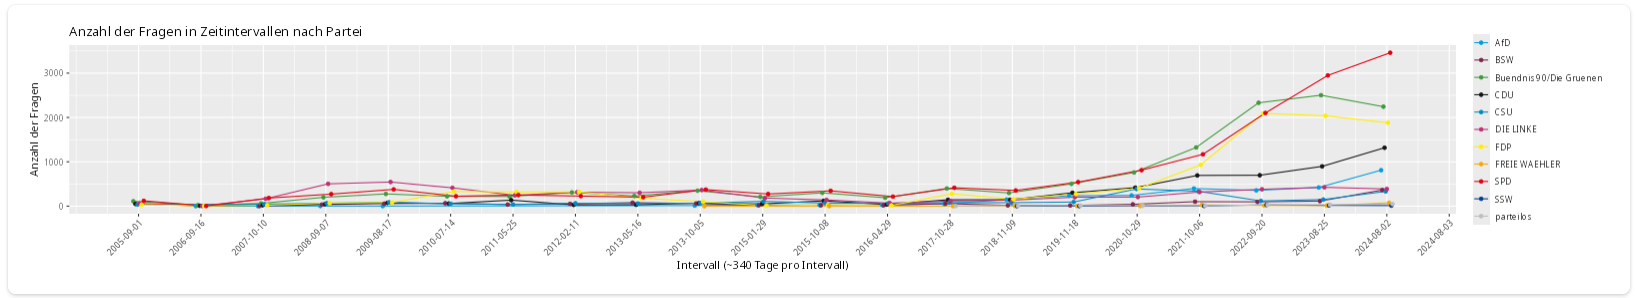 Anzahl der Fragen in Zeitintervallen nach Partei
Anzahl der Fragen
3000
2000
1000
0
2005-09-01
2006-09-16
2007-10-10
2008-09-07
2009-08-17
2010-07-14
2011-05-25
2012-02-11
2013-05-16
2013-10-05
2015-01-29
2015-10-08
2016-04-29
2017-10-28
2018-11-09
2019-11-18
2020-10-29
2021-10-06
2022-09-20
2023-08-25
2024-08-02
2024-08-03
Intervall (~340 Tage pro Intervall)
AfD
BSW
Buendnis 90/Die Gruenen
CDU
CSU
DIE LINKE
FDP
FREIE WAEHLER
SPD
SSW
parteilos